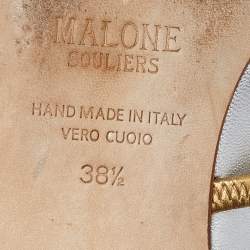 MALONE
SOULIERS
HAND MADE IN ITALY
VERO CUOIO
38½